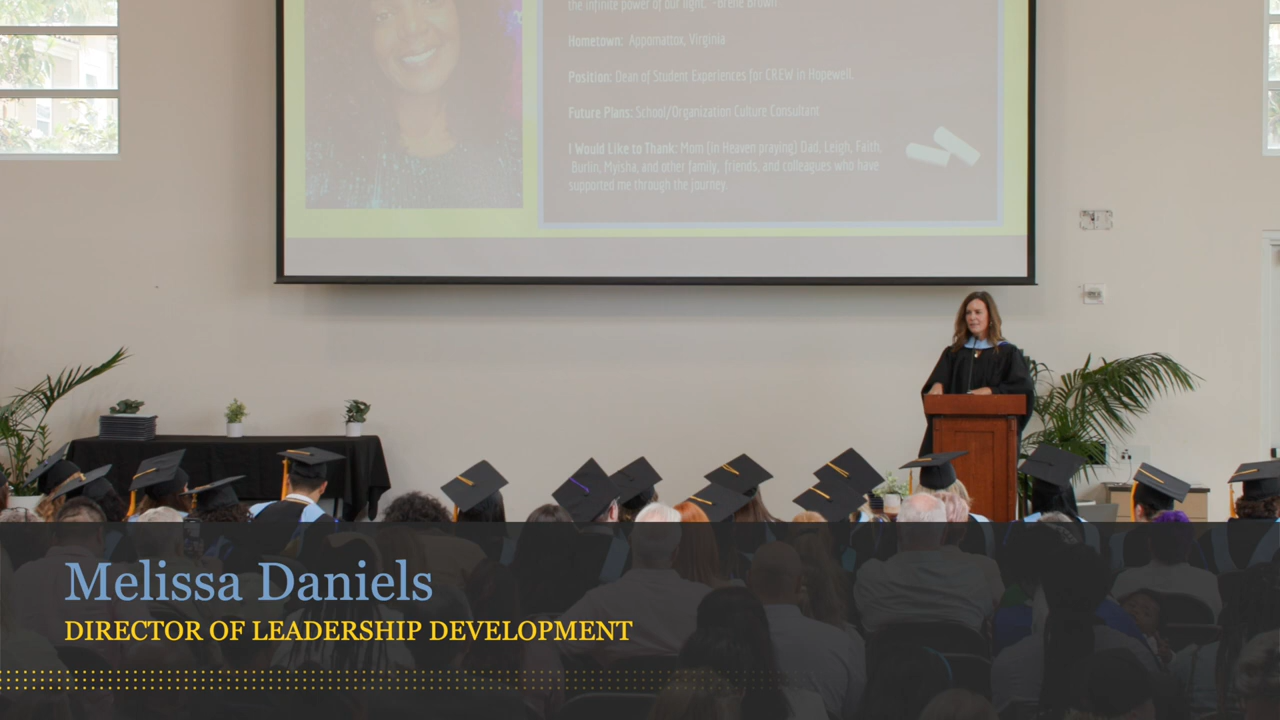 the infinite power of our light." -Brene Brown
Hometown: Appomattox, Virginia
Position: Dean of Student Experiences for CREW in Hopewell.
Future Plans: School/Organization Culture Consultant
I Would Like to Thank: Mom (in Heaven praying) Dad, Leigh, Faith,
Burlin, Myisha, and other family, friends, and colleagues who have
supported me through the journey.
Melissa Daniels
DIRECTOR OF LEADERSHIP DEVELOPMENT